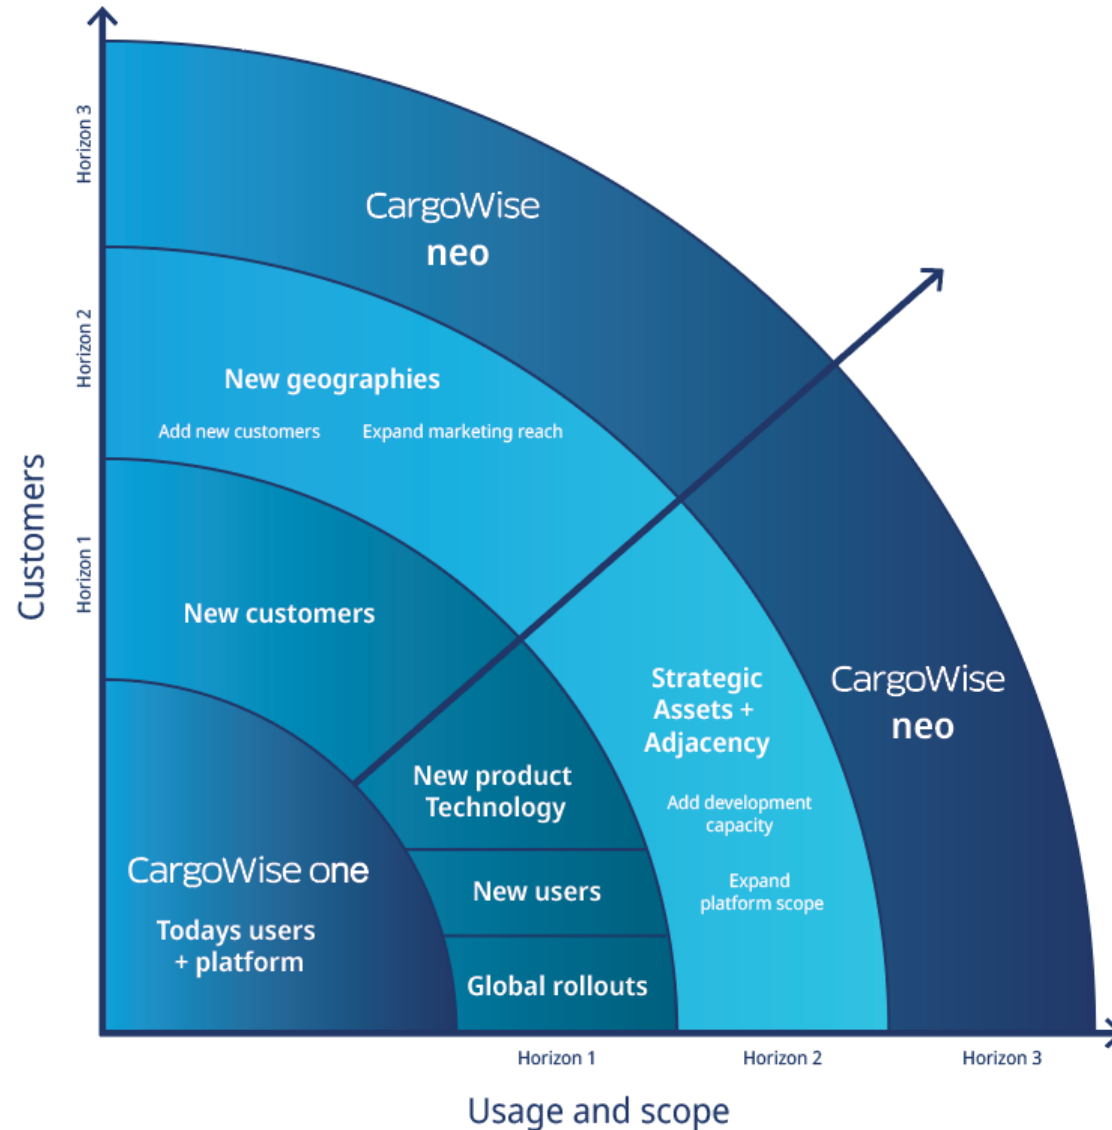 Customers
Horizon 3
Horizon 2
Horizon 1
CargoWise
neo
New geographies
Add new customers
Expand marketing reach
New customers
CargoWise one
Todays users
+ platform
New product
Technology
New users
Global rollouts
Strategic
Assets +
Adjacency
Add development
capacity
Expand
platform scope
CargoWise
neo
Horizon 1
Horizon 2
Horizon 3
Usage and scope